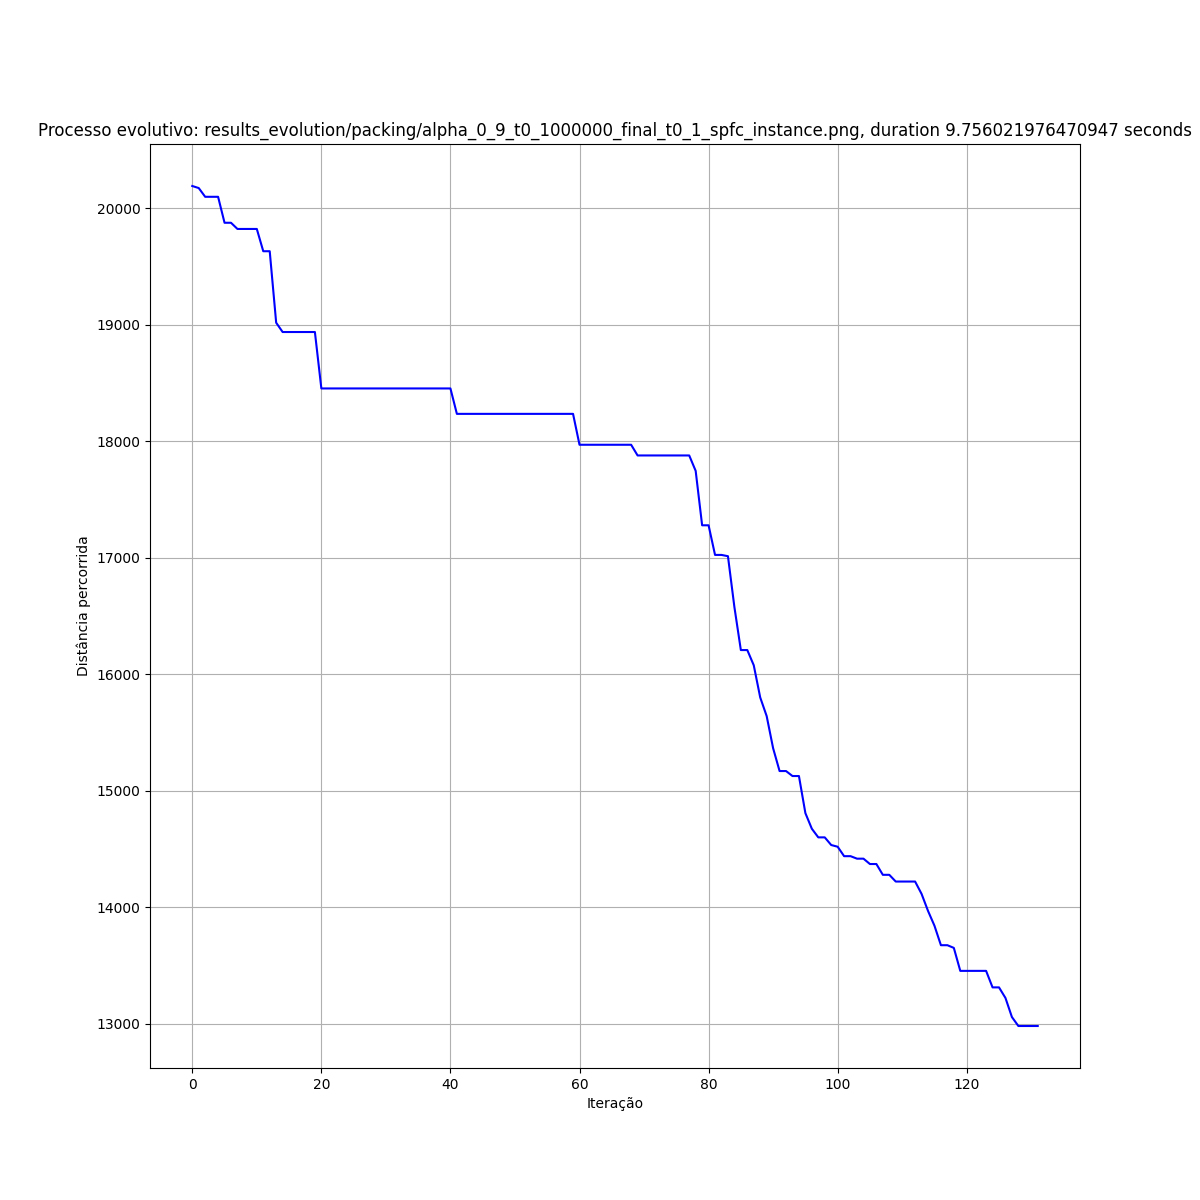 Processo evolutivo: results_evolution/packing/alpha_0_9_t0_1000000_final_t0_1_spfc_instance.png, duration 9.756021976470947 seconds
20000
19000
18000
17000
16000
15000
14000
13000
Distância percorrida
0 20 40 60 80 100 120
Iteração